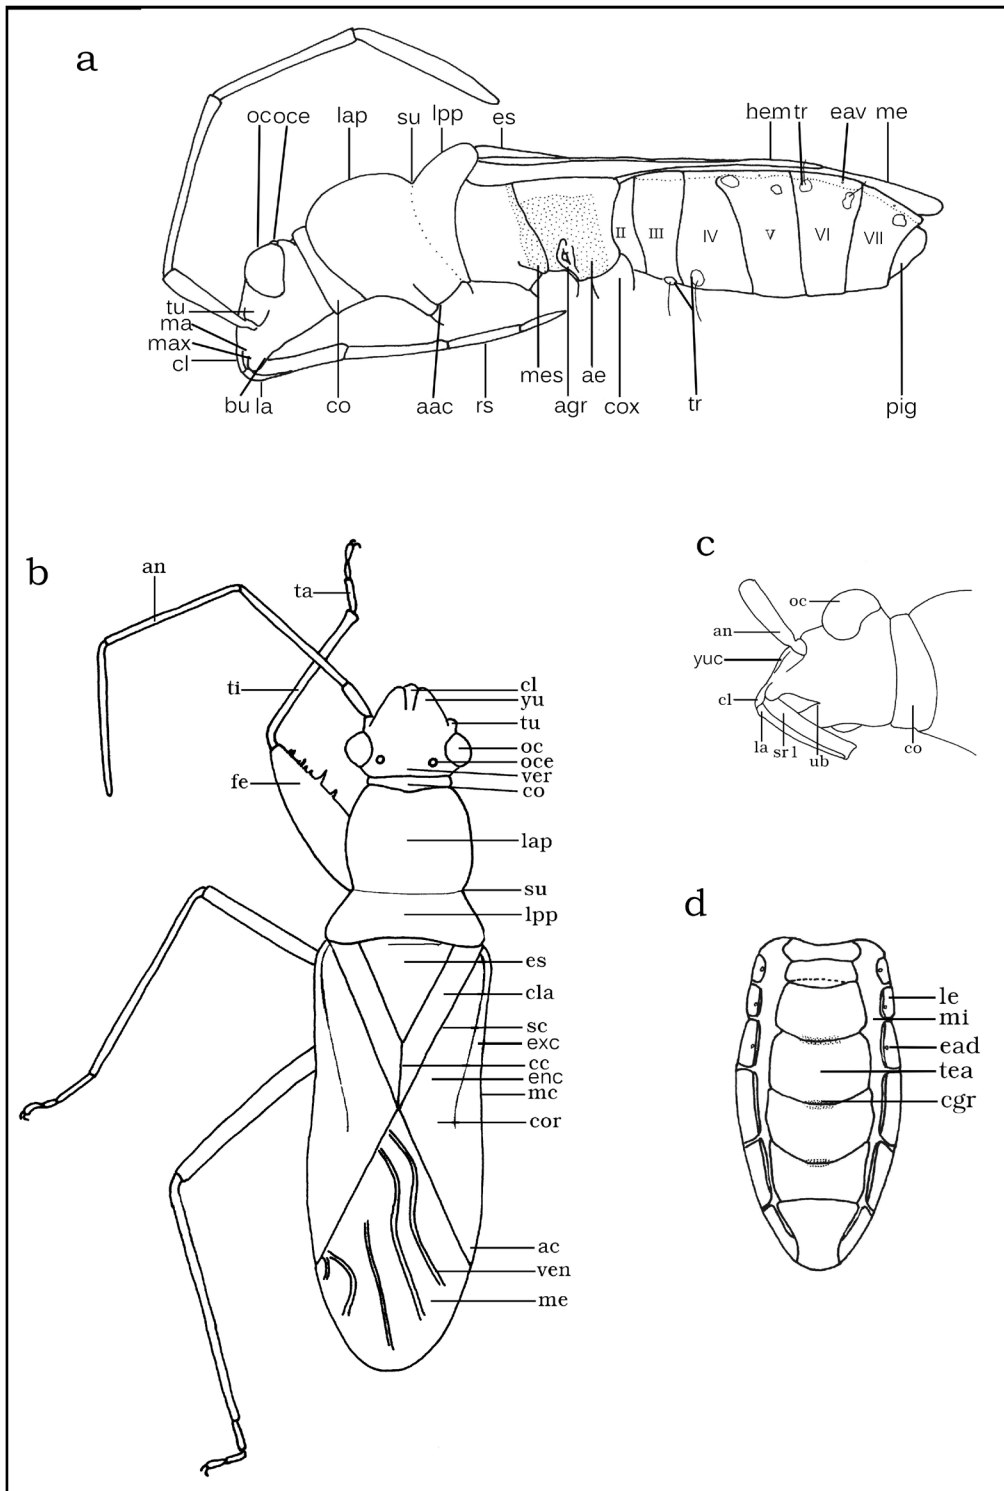 a
oc oce lap su lpp es hem tr eav me
II III IV V VI VII
tu
ma
max
cl
mes ae
bu la co aac rs agr cox tr pig
b
an
ta
ti
fe
cl
yu
tu
oc
oce
ver
co
lap
su
lpp
es
cla
sc
exc
cc
enc
mc
cor
ac
ven
me
c
oc
an
yuc
cl
la
sr1
ub
co
d
le
mi
ead
tea
cgr